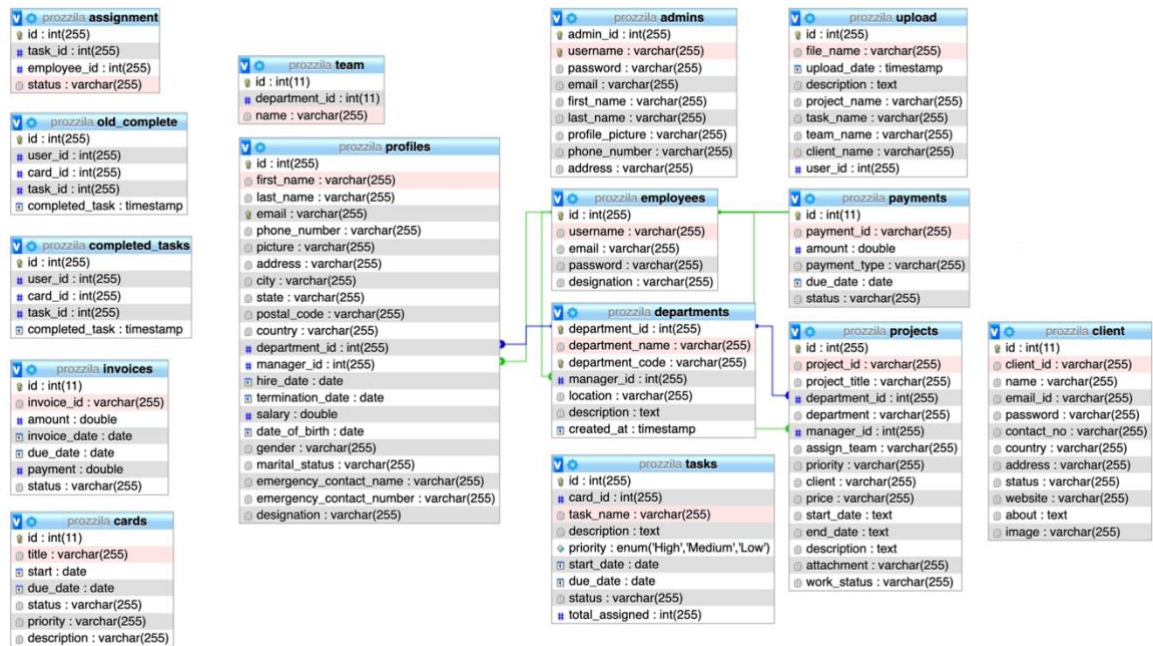 prozzila assignment
id : int(255)
task_id : int(255)
employee_id : int(255)
status : varchar(255)
prozzila old_complete
id : int(255)
user_id : int(255)
card_id : int(255)
task_id : int(255)
completed_task : timestamp
prozzila completed_tasks
id : int(255)
user_id : int(255)
card_id : int(255)
task_id : int(255)
completed_task : timestamp
prozzila invoices
id : int(11)
invoice_id : varchar(255)
amount : double
invoice_date : date
due_date : date
payment : double
status : varchar(255)
prozzila cards
id : int(11)
title : varchar(255)
start : date
due_date : date
status : varchar(255)
priority : varchar(255)
description : varchar(255)
prozzila team
id : int(11)
department_id : int(11)
name : varchar(255)
prozzila profiles
id : int(255)
first_name : varchar(255)
last_name : varchar(255)
email : varchar(255)
phone_number : varchar(255)
picture : varchar(255)
address : varchar(255)
city : varchar(255)
state : varchar(255)
postal_code : varchar(255)
country : varchar(255)
department_id : int(255)
manager_id : int(255)
hire_date : date
termination_date : date
salary : double
date_of_birth : date
gender : varchar(255)
marital_status : varchar(255)
emergency_contact_name : varchar(255)
emergency_contact_number : varchar(255)
designation : varchar(255)
prozzila admins
admin_id : int(255)
username : varchar(255)
password : varchar(255)
email : varchar(255)
first_name : varchar(255)
last_name : varchar(255)
profile_picture : varchar(255)
phone_number : varchar(255)
address : varchar(255)
prozzila employees
id : int(255)
username : varchar(255)
email : varchar(255)
password : varchar(255)
designation : varchar(255)
prozzila departments
department_id : int(255)
department_name : varchar(255)
department_code : varchar(255)
manager_id : int(255)
location : varchar(255)
description : text
created_at : timestamp
prozzila tasks
id : int(255)
card_id : int(255)
task_name : varchar(255)
description : text
priority : enum('High','Medium','Low')
start_date : date
due_date : date
status : varchar(255)
total_assigned : int(255)
prozzila upload
id : int(255)
file_name : varchar(255)
upload_date : timestamp
description : text
project_name : varchar(255)
task_name : varchar(255)
team_name : varchar(255)
client_name : varchar(255)
user_id : int(255)
prozzila payments
id : int(11)
payment_id : varchar(255)
amount : double
payment_type : varchar(255)
due_date : date
status : varchar(255)
prozzila projects
id : int(255)
project_id : varchar(255)
project_title : varchar(255)
department_id : int(255)
department : varchar(255)
manager_id : int(255)
assign_team : varchar(255)
priority : varchar(255)
client : varchar(255)
price : varchar(255)
start_date : text
end_date : text
description : text
attachment : varchar(255)
work_status : varchar(255)
prozzila client
id : int(11)
client_id : varchar(255)
name : varchar(255)
email_id : varchar(255)
password : varchar(255)
contact_no : varchar(255)
country : varchar(255)
address : varchar(255)
status : varchar(255)
website : varchar(255)
about : text
image : varchar(255)